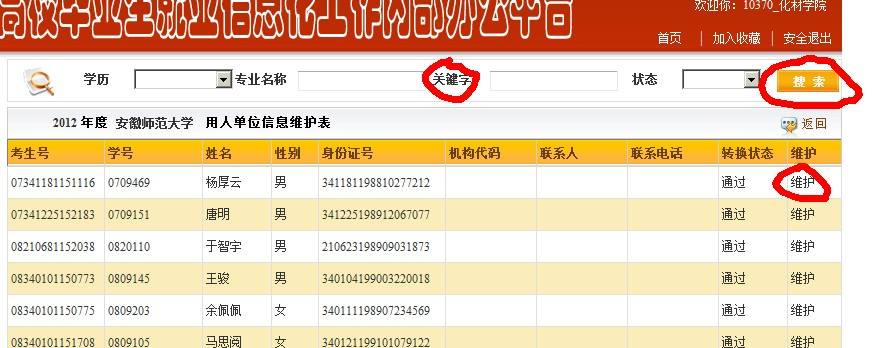 高校毕业生就业信息化工作内部办公平台
欢迎你: 10370_化材学院
首页 | 加入收藏 | 安全退出
学历 专业名称 关键字 状态 搜 索
2012 年度 安徽师范大学 用人单位信息维护表 返回
考生号 学号 姓名 性别 身份证号 机构代码 联系人 联系电话 转换状态 维护
07341181151116 0709469 杨厚云 男 341181198810277212 通过 维护
07341225152183 0709151 唐明 男 341225198912067077 通过 维护
08210681152038 0820110 于智宇 男 210623198909031873 通过 维护
08340101150773 0809145 王骏 男 340104199003220018 通过 维护
08340101150775 0809203 余佩佩 女 340111198907234569 通过 维护
08340101151708 0809105 马思阅 女 340121199101079122 通过 维护